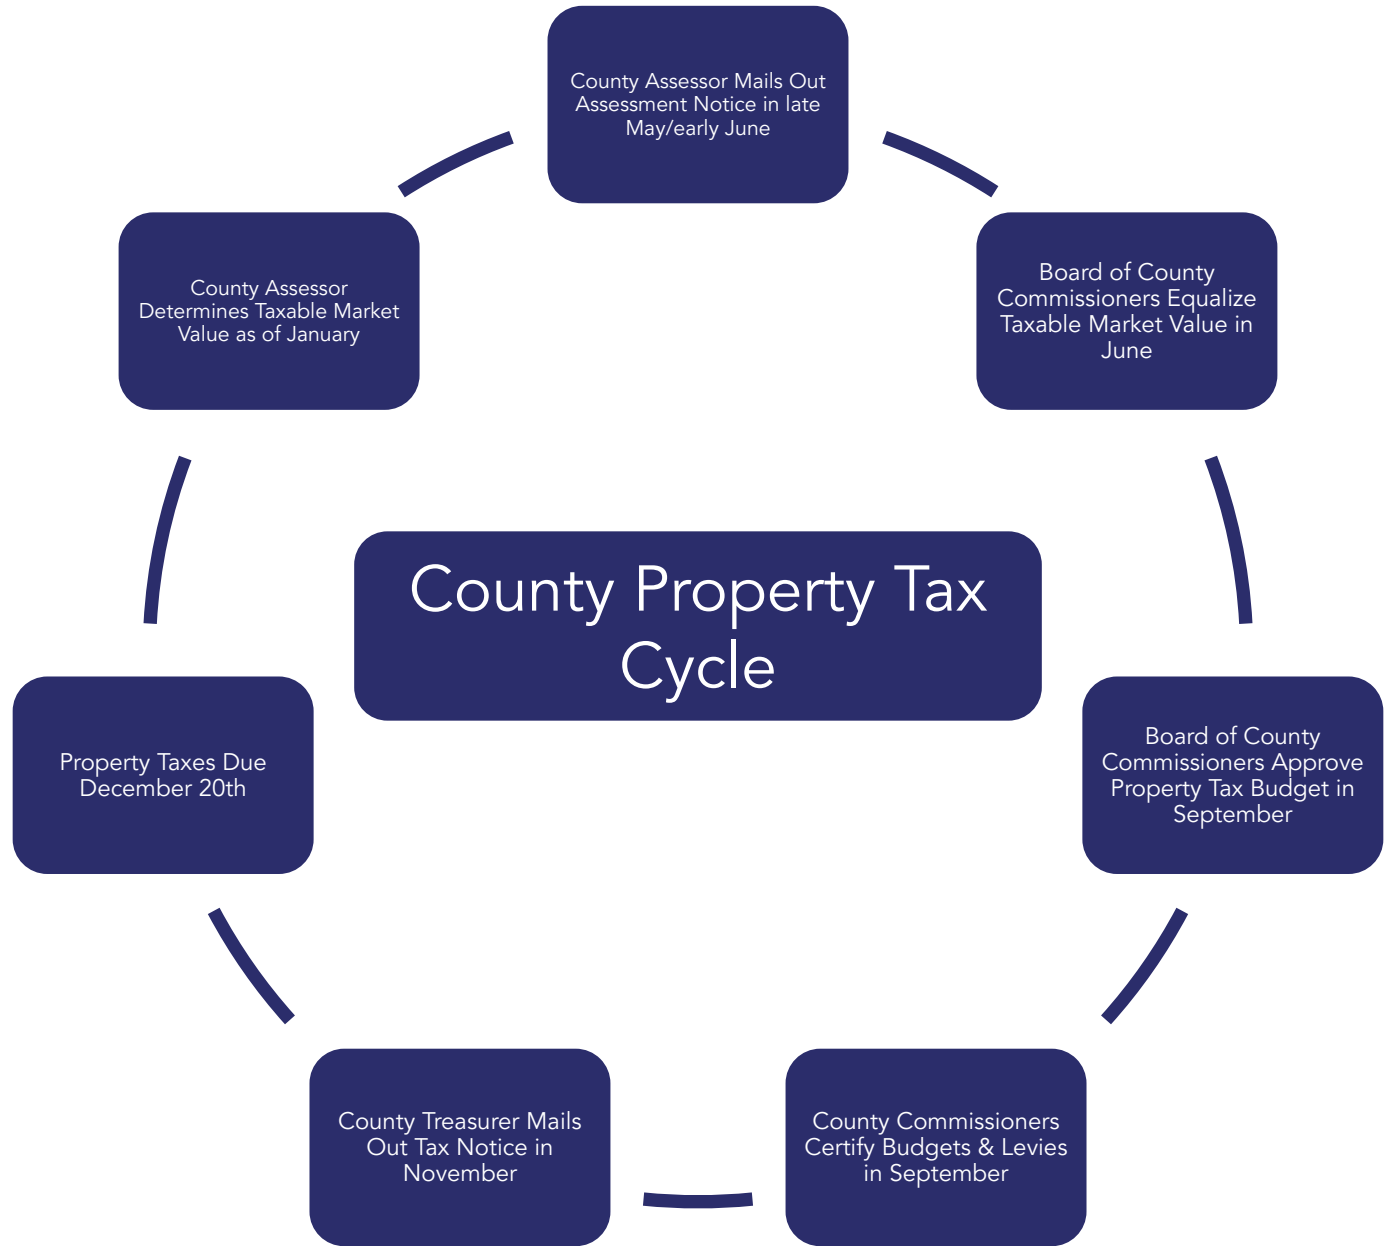 County Assessor Mails Out
Assessment Notice in late
May/early June
Board of County
Commissioners Equalize
Taxable Market Value in
June
Board of County
Commissioners Approve
Property Tax Budget in
September
County Commissioners
Certify Budgets & Levies
in September
County Treasurer Mails
Out Tax Notice in
November
Property Taxes Due
December 20th
County Assessor
Determines Taxable Market
Value as of January
County Property Tax
Cycle